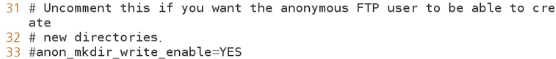 31 # Uncomment this if you want the anonymous FTP user to be able to cre
ate
32 # new directories.
33 #anon_mkdir_write_enable=YES